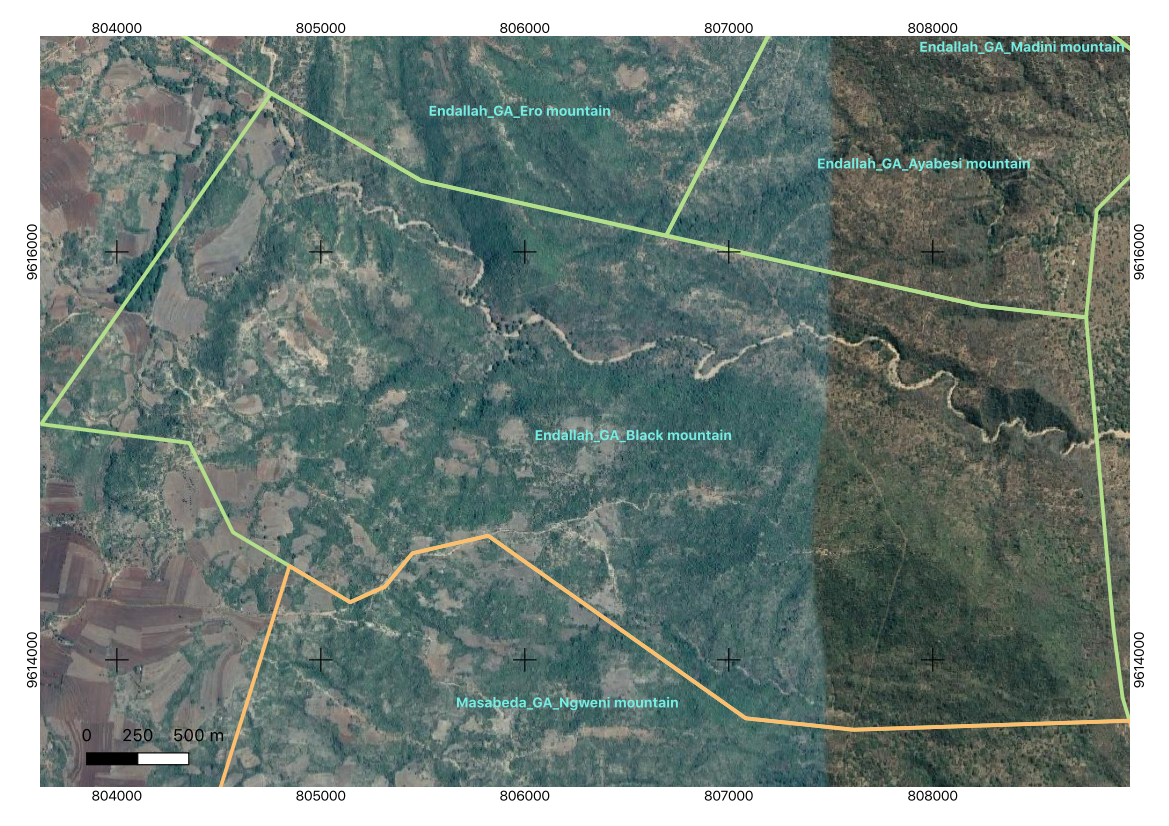 804000 805000 806000 807000 808000
Endallah_GA_Madini mountain
Endallah_GA_Ero mountain
Endallah_GA_Ayabesi mountain
9616000 9616000
Endallah_GA_Black mountain
9614000 9614000
Masabeda_GA_Ngweni mountain
0 250 500 m
804000 805000 806000 807000 808000